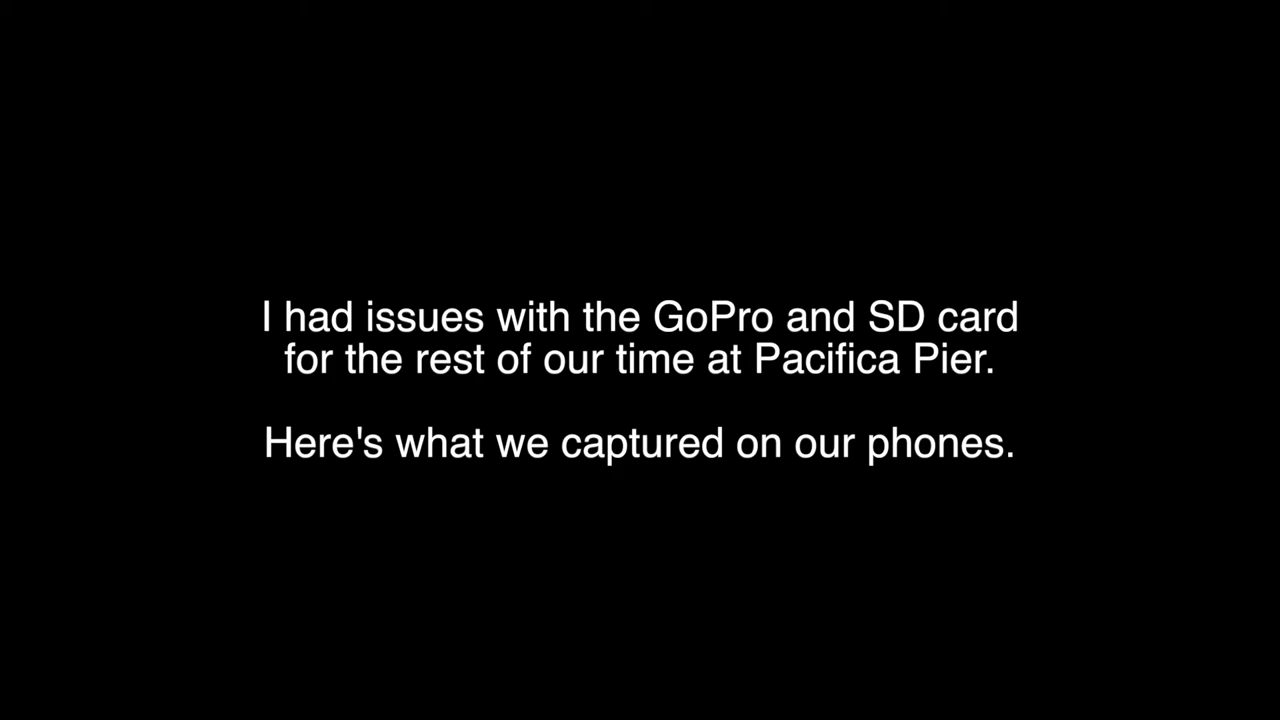 I had issues with the GoPro and SD card
for the rest of our time at Pacifica Pier.
Here's what we captured on our phones.